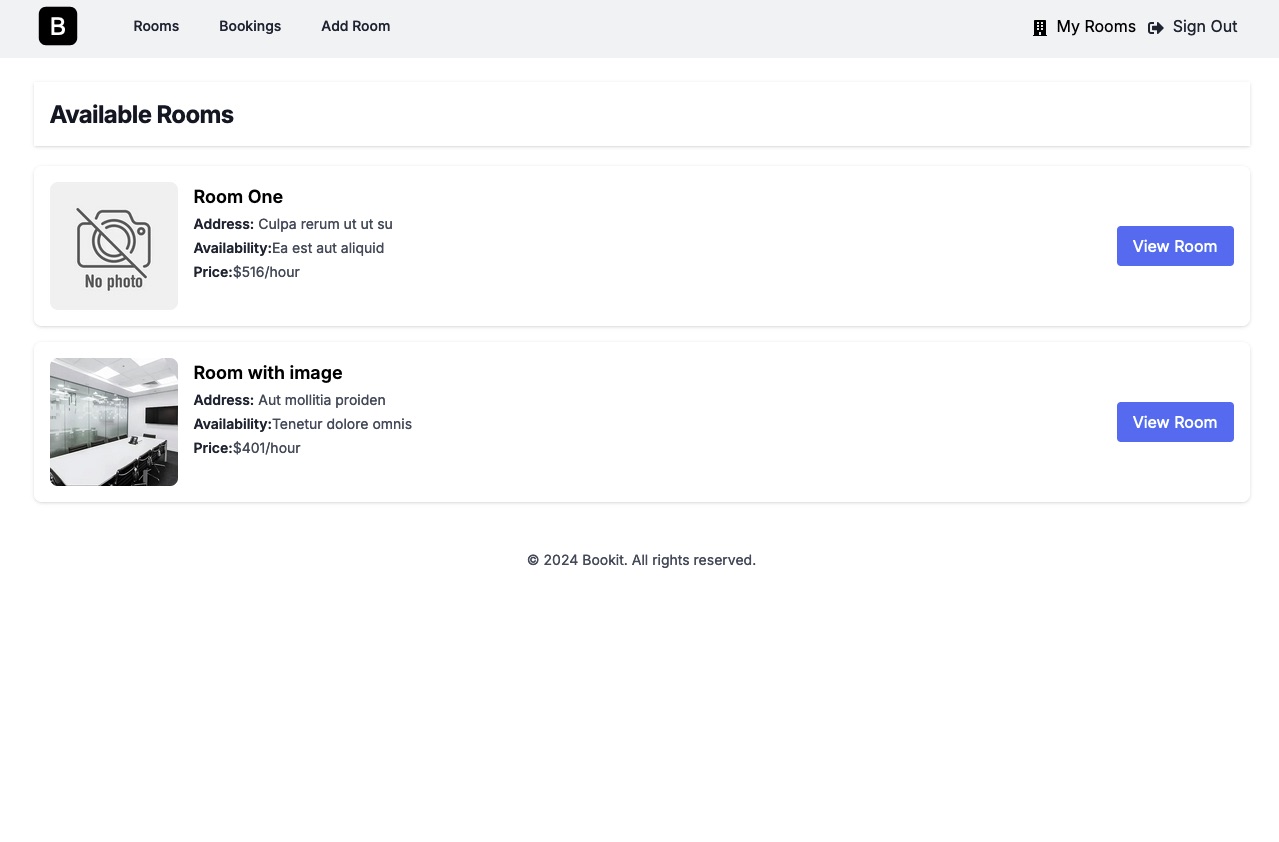 B
Rooms
Bookings
Add Room
My Rooms
Sign Out
Available Rooms
No photo
Room One
Address: Culpa rerum ut ut su
Availability:Ea est aut aliquid
Price:$516/hour
View Room
Room with image
Address: Aut mollitia proiden
Availability:Tenetur dolore omnis
Price:$401/hour
View Room
© 2024 Bookit. All rights reserved.